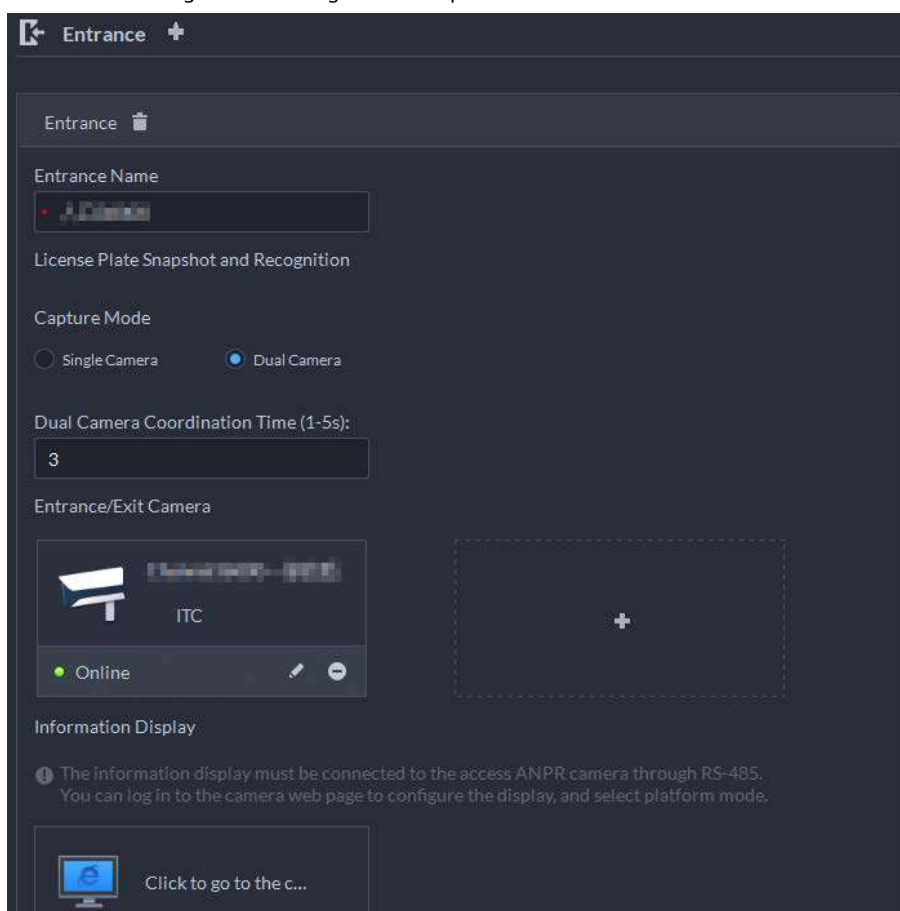 Entrance
Entrance
Entrance Name
License Plate Snapshot and Recognition
Capture Mode
Single Camera Dual Camera
Dual Camera Coordination Time (1-5s):
3
Entrance/Exit Camera
ITC
Online
Information Display
The information display must be connected to the access ANPR camera through RS-485.
You can log in to the camera web page to configure the display, and select platform mode.
Click to go to the c...